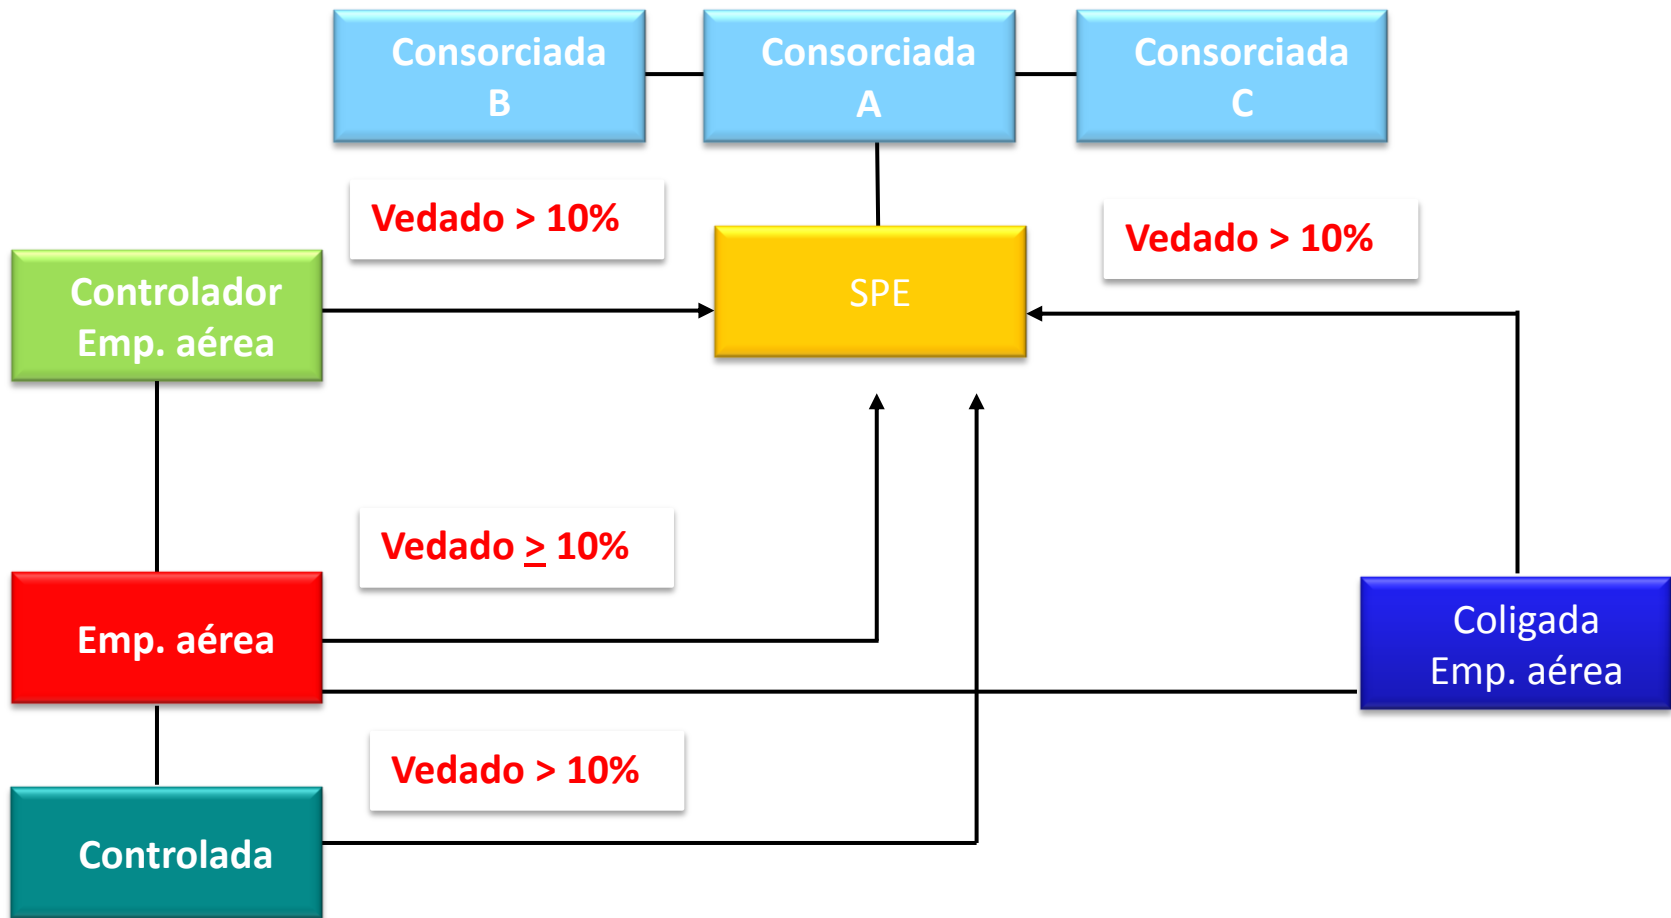 Consorciada
B
Consorciada
A
Consorciada
C
Vedado > 10%
Vedado > 10%
Controlador
Emp. aérea
SPE
Vedado ≥ 10%
Emp. aérea
Coligada
Emp. aérea
Vedado > 10%
Controlada